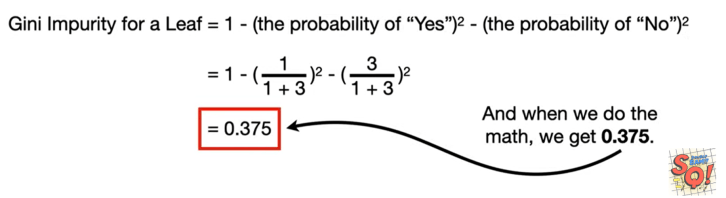 Gini Impurity for a Leaf = 1 - (the probability of “Yes”)² - (the probability of “No”)²
= 1 - (1/(1 + 3))² - (3/(1 + 3))²
= 0.375
And when we do the
math, we get 0.375.
SQ!